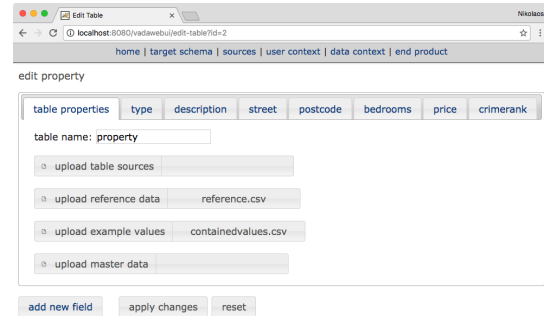 Edit Table
Nikolaos
localhost:8080/vadawebui/edit-table?id=2
home | target schema | sources | user context | data context | end product
edit property
table properties type description street postcode bedrooms price crimerank
table name: property
upload table sources
upload reference data reference.csv
upload example values containedvalues.csv
upload master data
add new field apply changes reset